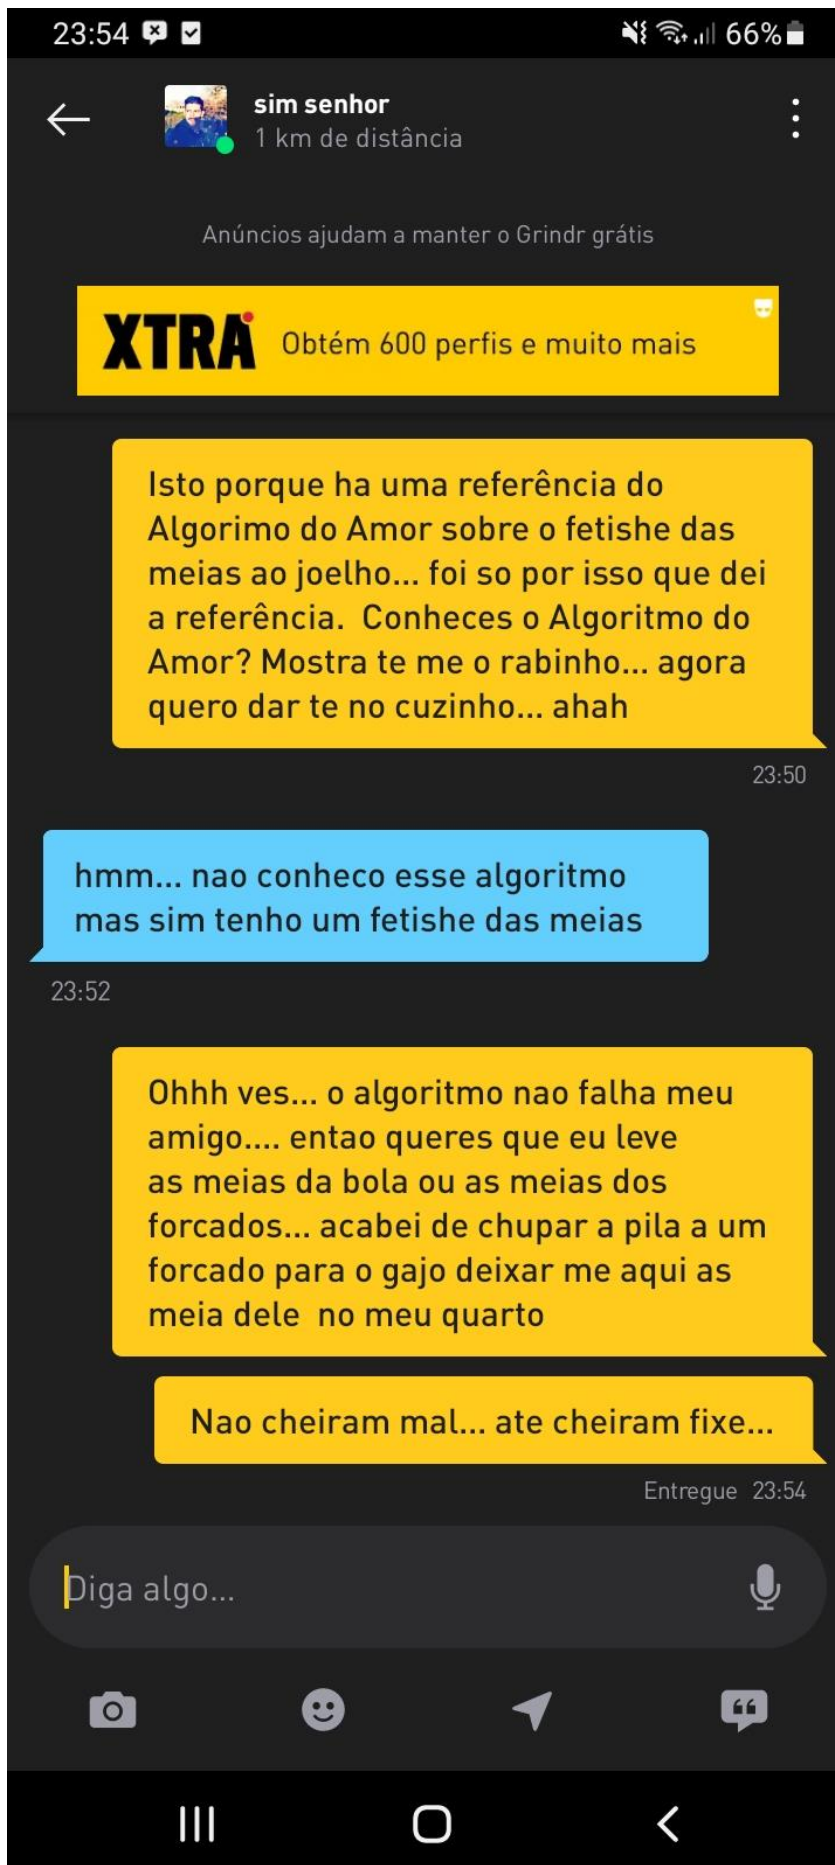 23:54
66%
sim senhor
1 km de distância
Anúncios ajudam a manter o Grindr grátis
XTRA Obtém 600 perfis e muito mais
Isto porque ha uma referência do
Algorimo do Amor sobre o fetishe das
meias ao joelho... foi so por isso que dei
a referência.  Conheces o Algoritmo do
Amor? Mostra te me o rabinho... agora
quero dar te no cuzinho... ahah
23:50
hmm... nao conheco esse algoritmo
mas sim tenho um fetishe das meias
23:52
Ohhh ves... o algoritmo nao falha meu
amigo.... entao queres que eu leve
as meias da bola ou as meias dos
forcados... acabei de chupar a pila a um
forcado para o gajo deixar me aqui as
meia dele  no meu quarto
Nao cheiram mal... ate cheiram fixe...
Entregue 23:54
Diga algo...